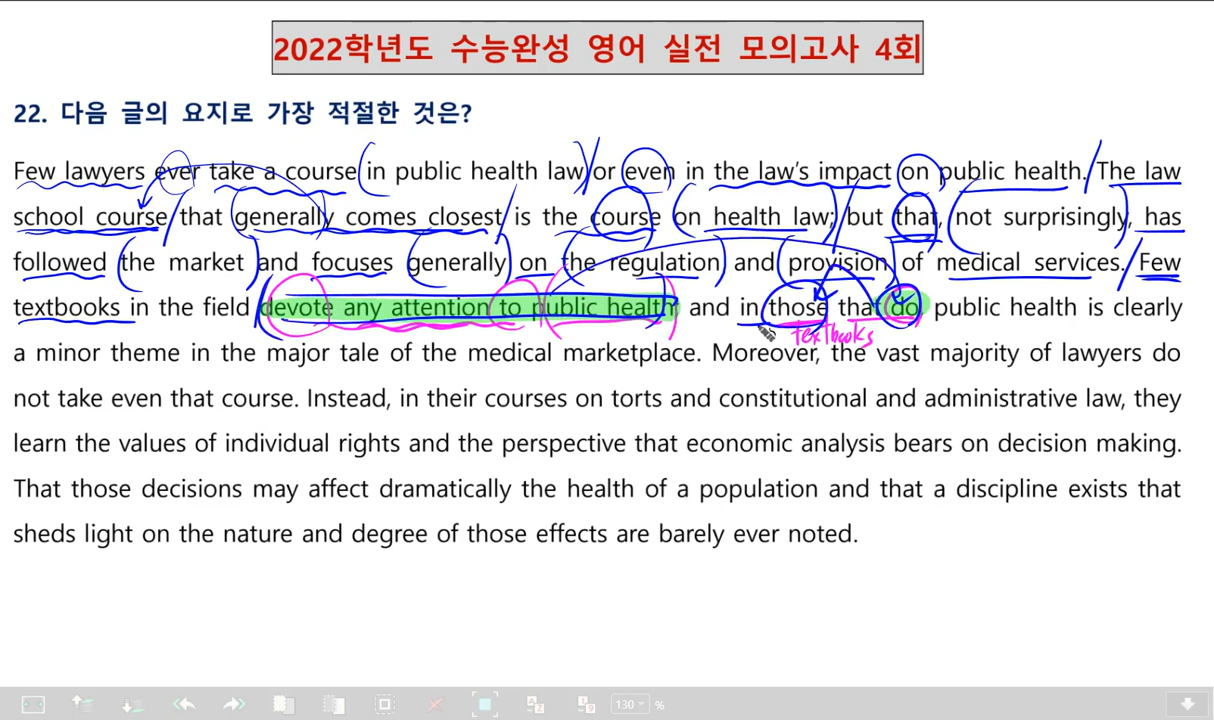 2022학년도 수능완성 영어 실전 모의고사 4회
22. 다음 글의 요지로 가장 적절한 것은?
Few lawyers ever take a course in public health law or even in the law's impact on public health. The law
school course that generally comes closest is the course on health law; but that, not surprisingly, has
followed the market and focuses generally on the regulation and provision of medical services. Few
textbooks in the field devote any attention to public health and in those that do, public health is clearly
textbooks
a minor theme in the major tale of the medical marketplace. Moreover, the vast majority of lawyers do
not take even that course. Instead, in their courses on torts and constitutional and administrative law, they
learn the values of individual rights and the perspective that economic analysis bears on decision making.
That those decisions may affect dramatically the health of a population and that a discipline exists that
sheds light on the nature and degree of those effects are barely ever noted.
130 %